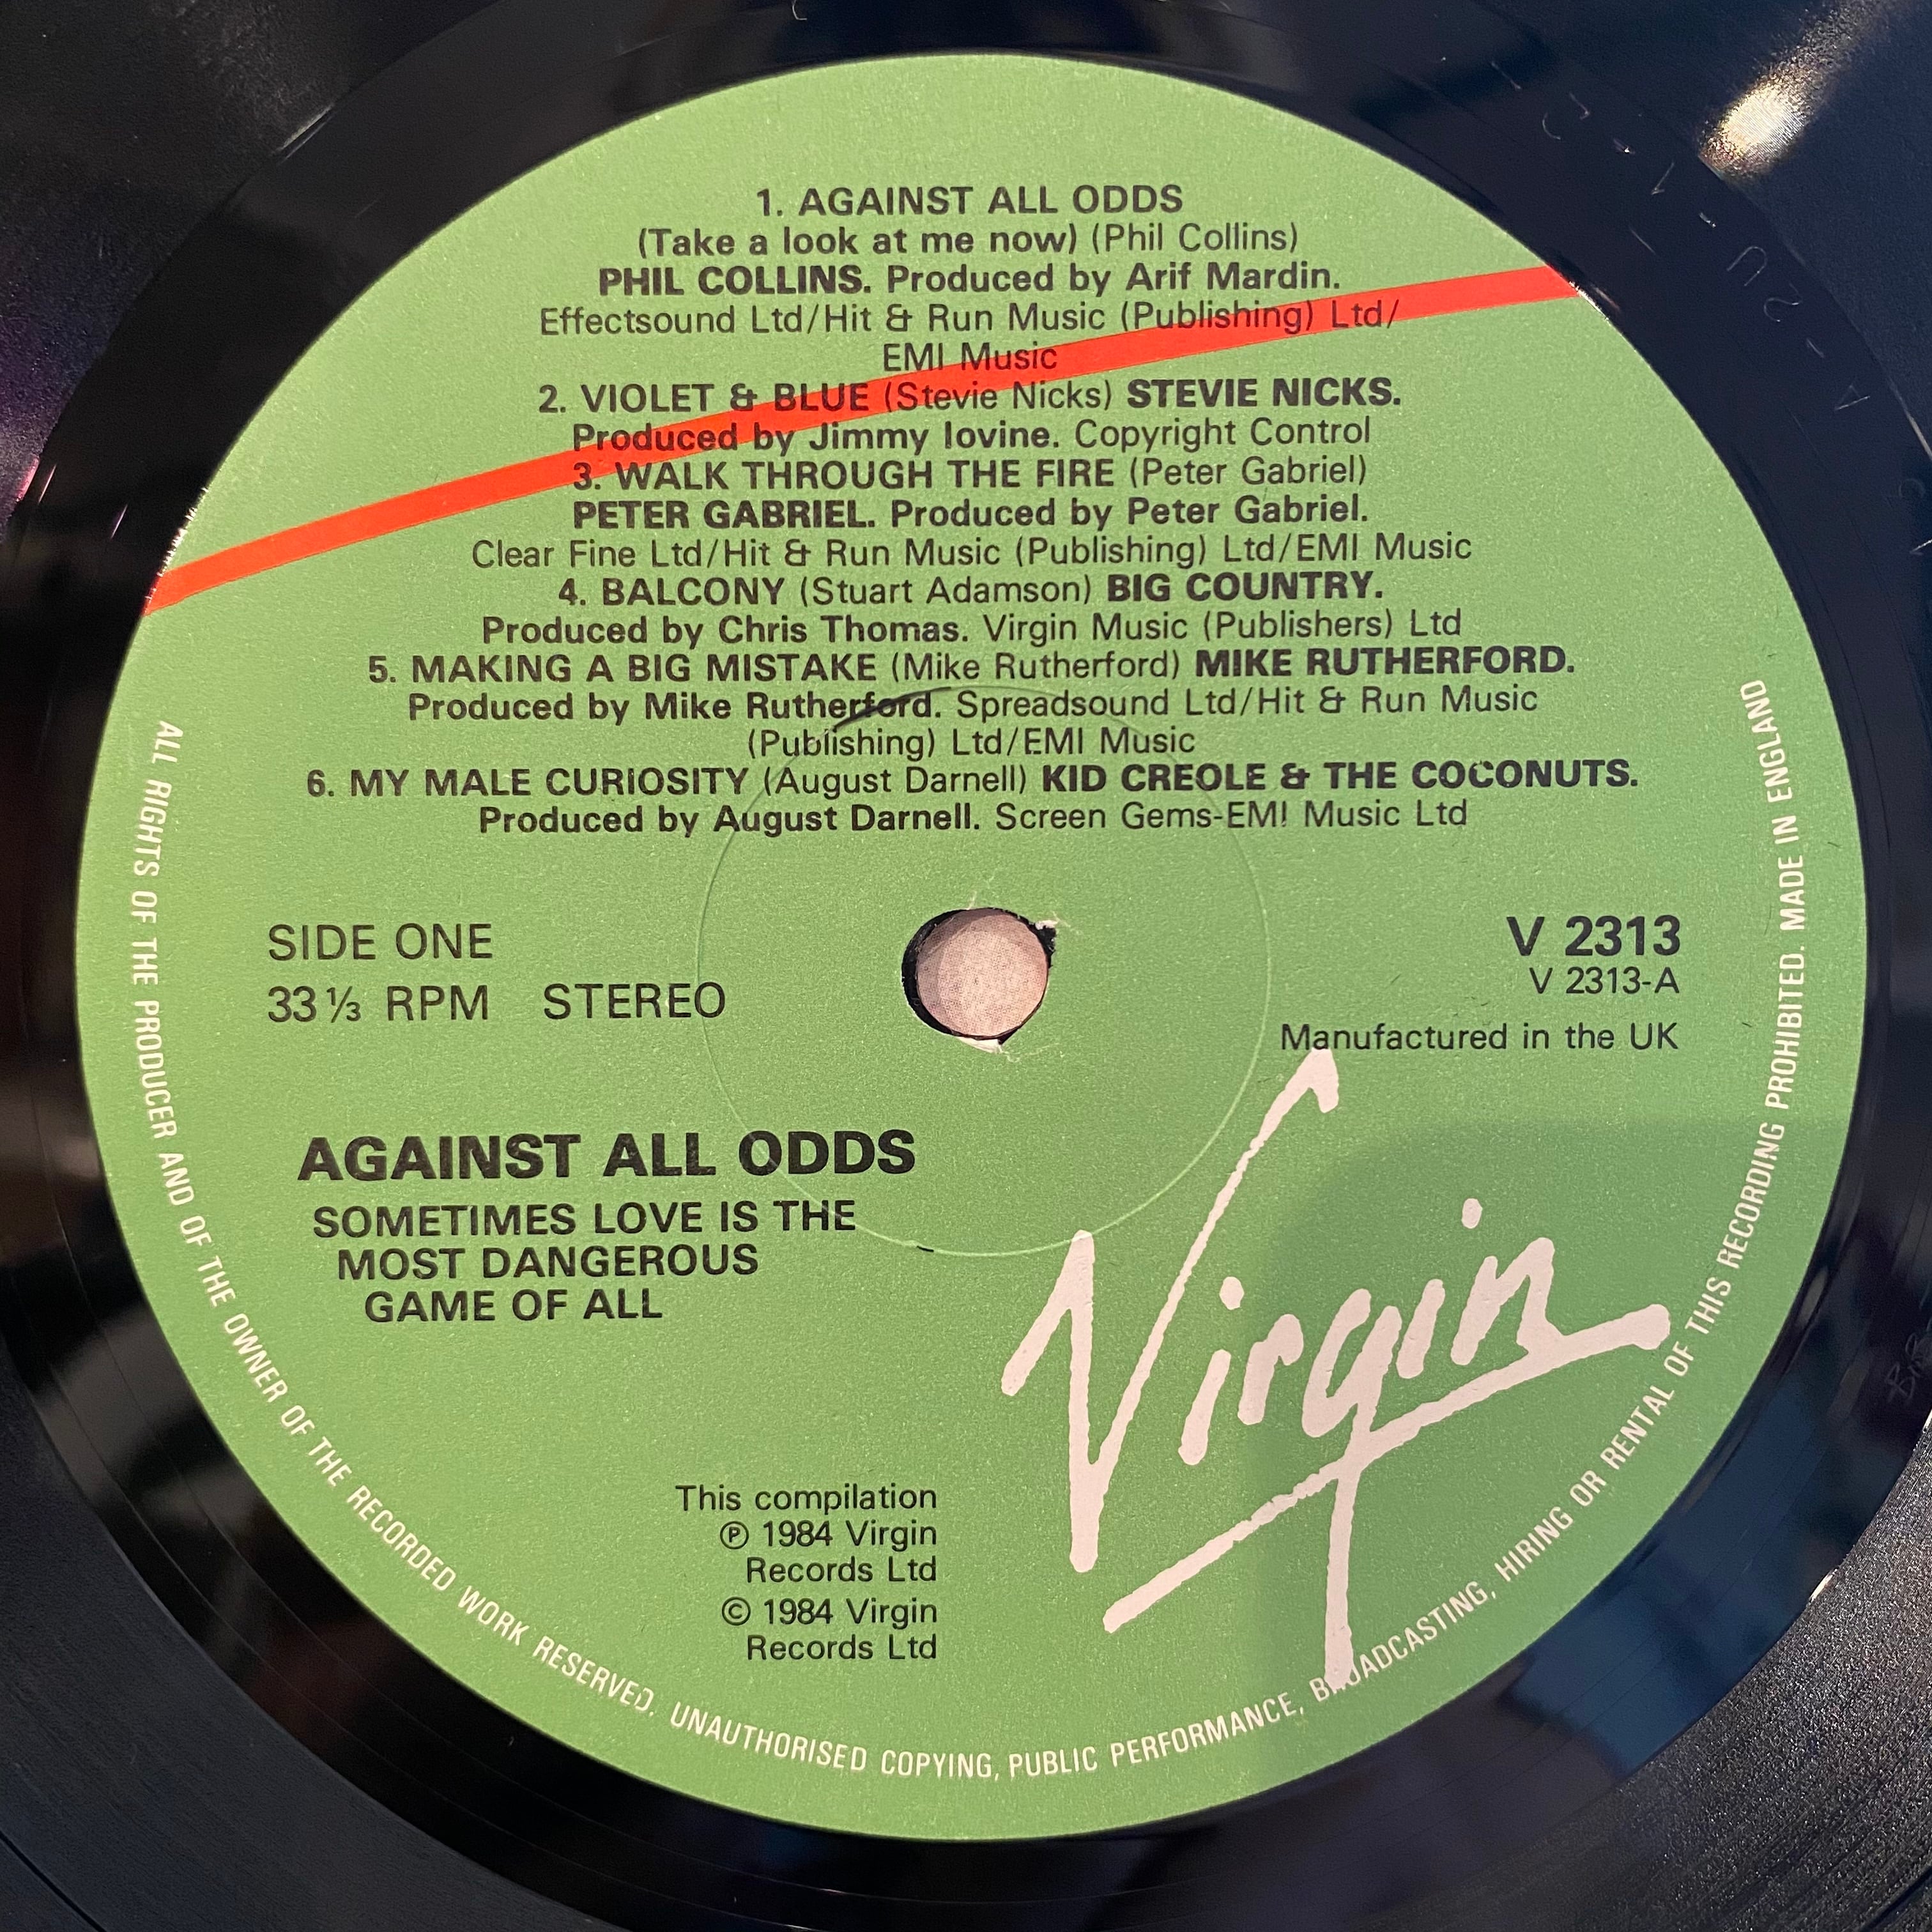 1. AGAINST ALL ODDS
(Take a look at me now) (Phil Collins)
PHIL COLLINS. Produced by Arif Mardin.
Effectsound Ltd/Hit & Run Music (Publishing) Ltd/
EMI Music
2. VIOLET & BLUE (Stevie Nicks) STEVIE NICKS.
Produced by Jimmy Iovine. Copyright Control
3. WALK THROUGH THE FIRE (Peter Gabriel)
PETER GABRIEL. Produced by Peter Gabriel.
Clear Fine Ltd/Hit & Run Music (Publishing) Ltd/EMI Music
4. BALCONY (Stuart Adamson) BIG COUNTRY.
Produced by Chris Thomas. Virgin Music (Publishers) Ltd
5. MAKING A BIG MISTAKE (Mike Rutherford) MIKE RUTHERFORD.
Produced by Mike Rutherford. Spreadsound Ltd/Hit & Run Music
(Publishing) Ltd/EMI Music
6. MY MALE CURIOSITY (August Darnell) KID CREOLE & THE COCONUTS.
Produced by August Darnell. Screen Gems-EMI Music Ltd
SIDE ONE
33⅓ RPM STEREO
V 2313
V 2313-A
Manufactured in the UK
AGAINST ALL ODDS
SOMETIMES LOVE IS THE
MOST DANGEROUS
GAME OF ALL
Virgin
This compilation
℗ 1984 Virgin
Records Ltd
© 1984 Virgin
Records Ltd
ALL RIGHTS OF THE PRODUCER AND OF THE OWNER OF THE RECORDED WORK RESERVED. UNAUTHORISED COPYING, PUBLIC PERFORMANCE, BROADCASTING, HIRING OR RENTAL OF THIS RECORDING PROHIBITED. MADE IN ENGLAND